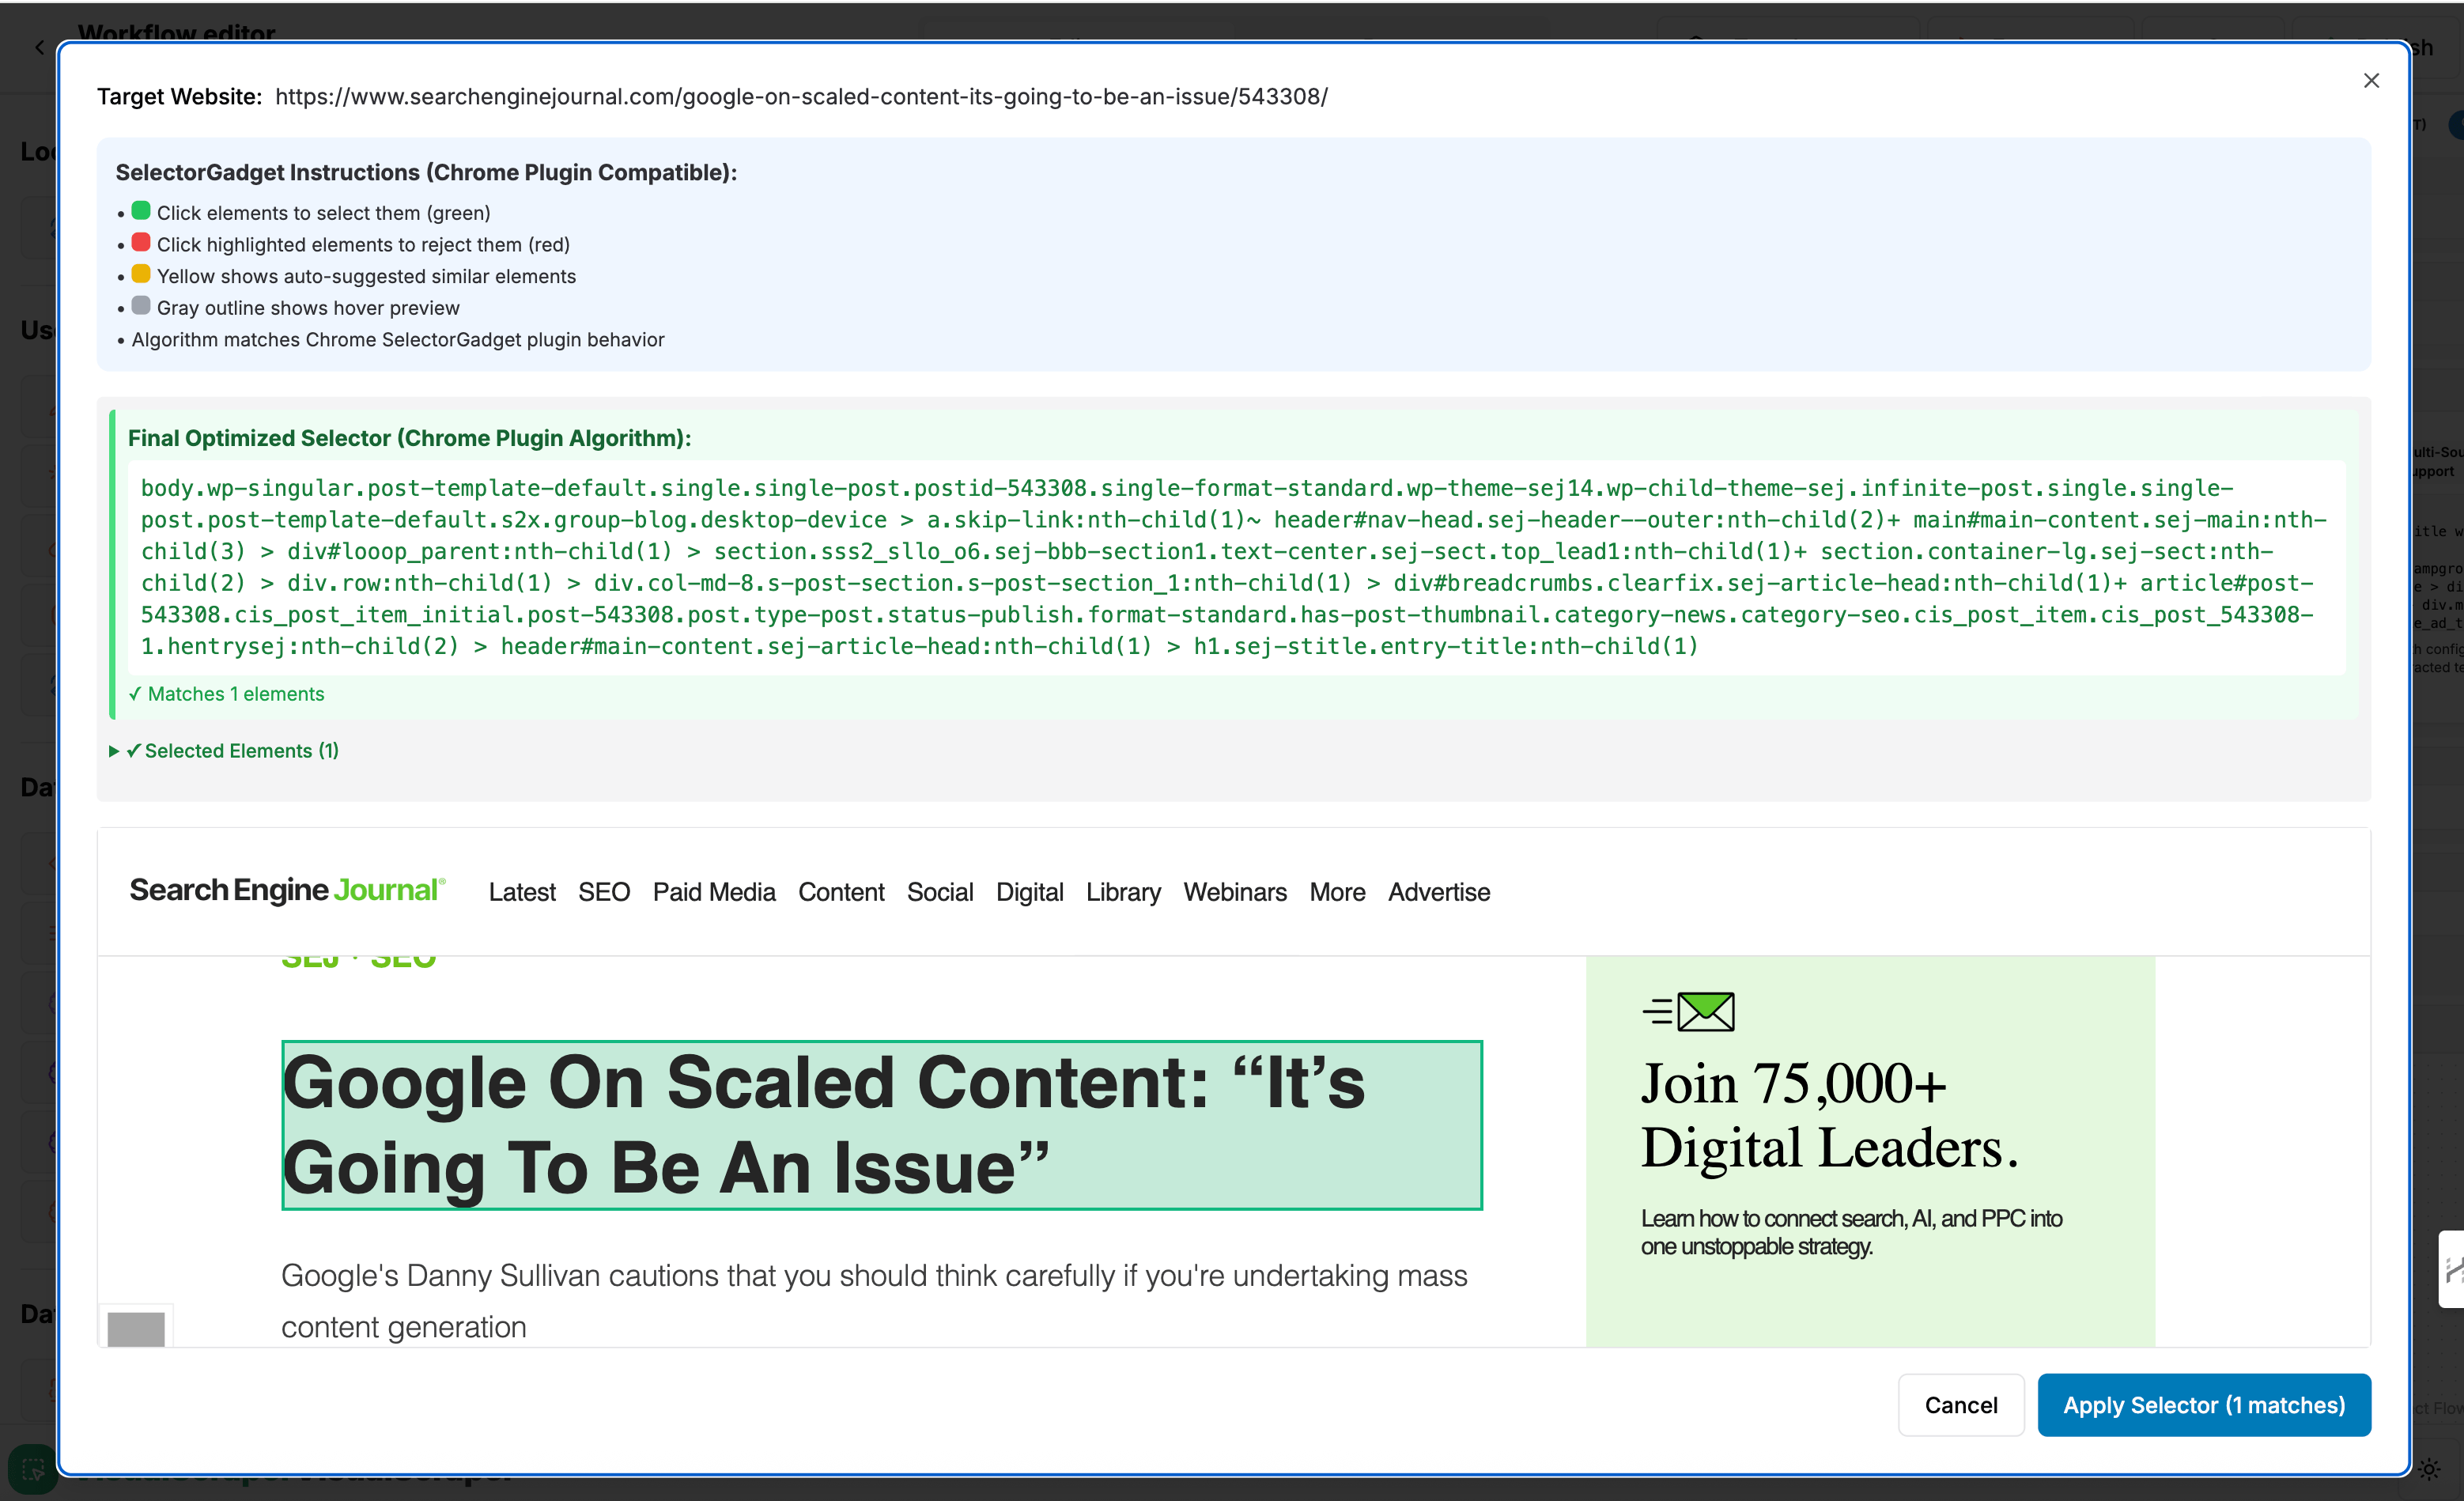 Workflow editor
Target Website: https://www.searchenginejournal.com/google-on-scaled-content-its-going-to-be-an-issue/543308/
SelectorGadget Instructions (Chrome Plugin Compatible):
• Click elements to select them (green)
• Click highlighted elements to reject them (red)
• Yellow shows auto-suggested similar elements
• Gray outline shows hover preview
• Algorithm matches Chrome SelectorGadget plugin behavior
Final Optimized Selector (Chrome Plugin Algorithm):
body.wp-singular.post-template-default.single.single-post.postid-543308.single-format-standard.wp-theme-sej14.wp-child-theme-sej.infinite-post.single.single-
post.post-template-default.s2x.group-blog.desktop-device > a.skip-link:nth-child(1)~ header#nav-head.sej-header--outer:nth-child(2)+ main#main-content.sej-main:nth-
child(3) > div#looop_parent:nth-child(1) > section.sss2_sllo_o6.sej-bbb-section1.text-center.sej-sect.top_lead1:nth-child(1)+ section.container-lg.sej-sect:nth-
child(2) > div.row:nth-child(1) > div.col-md-8.s-post-section.s-post-section_1:nth-child(1) > div#breadcrumbs.clearfix.sej-article-head:nth-child(1)+ article#post-
543308.cis_post_item_initial.post-543308.post.type-post.status-publish.format-standard.has-post-thumbnail.category-news.category-seo.cis_post_item.cis_post_543308-
1.hentrysej:nth-child(2) > header#main-content.sej-article-head:nth-child(1) > h1.sej-stitle.entry-title:nth-child(1)
✓ Matches 1 elements
▶ ✓ Selected Elements (1)
Search Engine Journal®
Latest SEO Paid Media Content Social Digital Library Webinars More Advertise
SEJ · SEO
Google On Scaled Content: “It’s
Going To Be An Issue”
Google's Danny Sullivan cautions that you should think carefully if you're undertaking mass
content generation
Join 75,000+
Digital Leaders.
Learn how to connect search, AI, and PPC into
one unstoppable strategy.
Cancel
Apply Selector (1 matches)